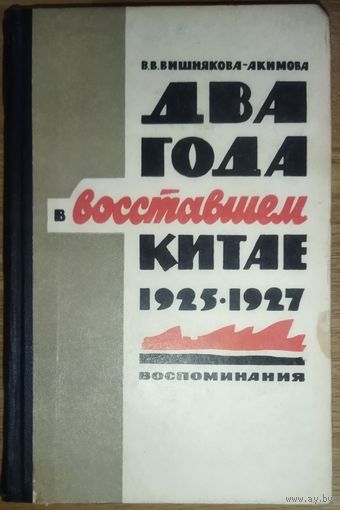 В.В.ВИШНЯКОВА-АКИМОВА
ДВА
ГОДА
в восставшем
КИТАЕ
1925·1927
ВОСПОМИНАНИЯ
www.ay.by